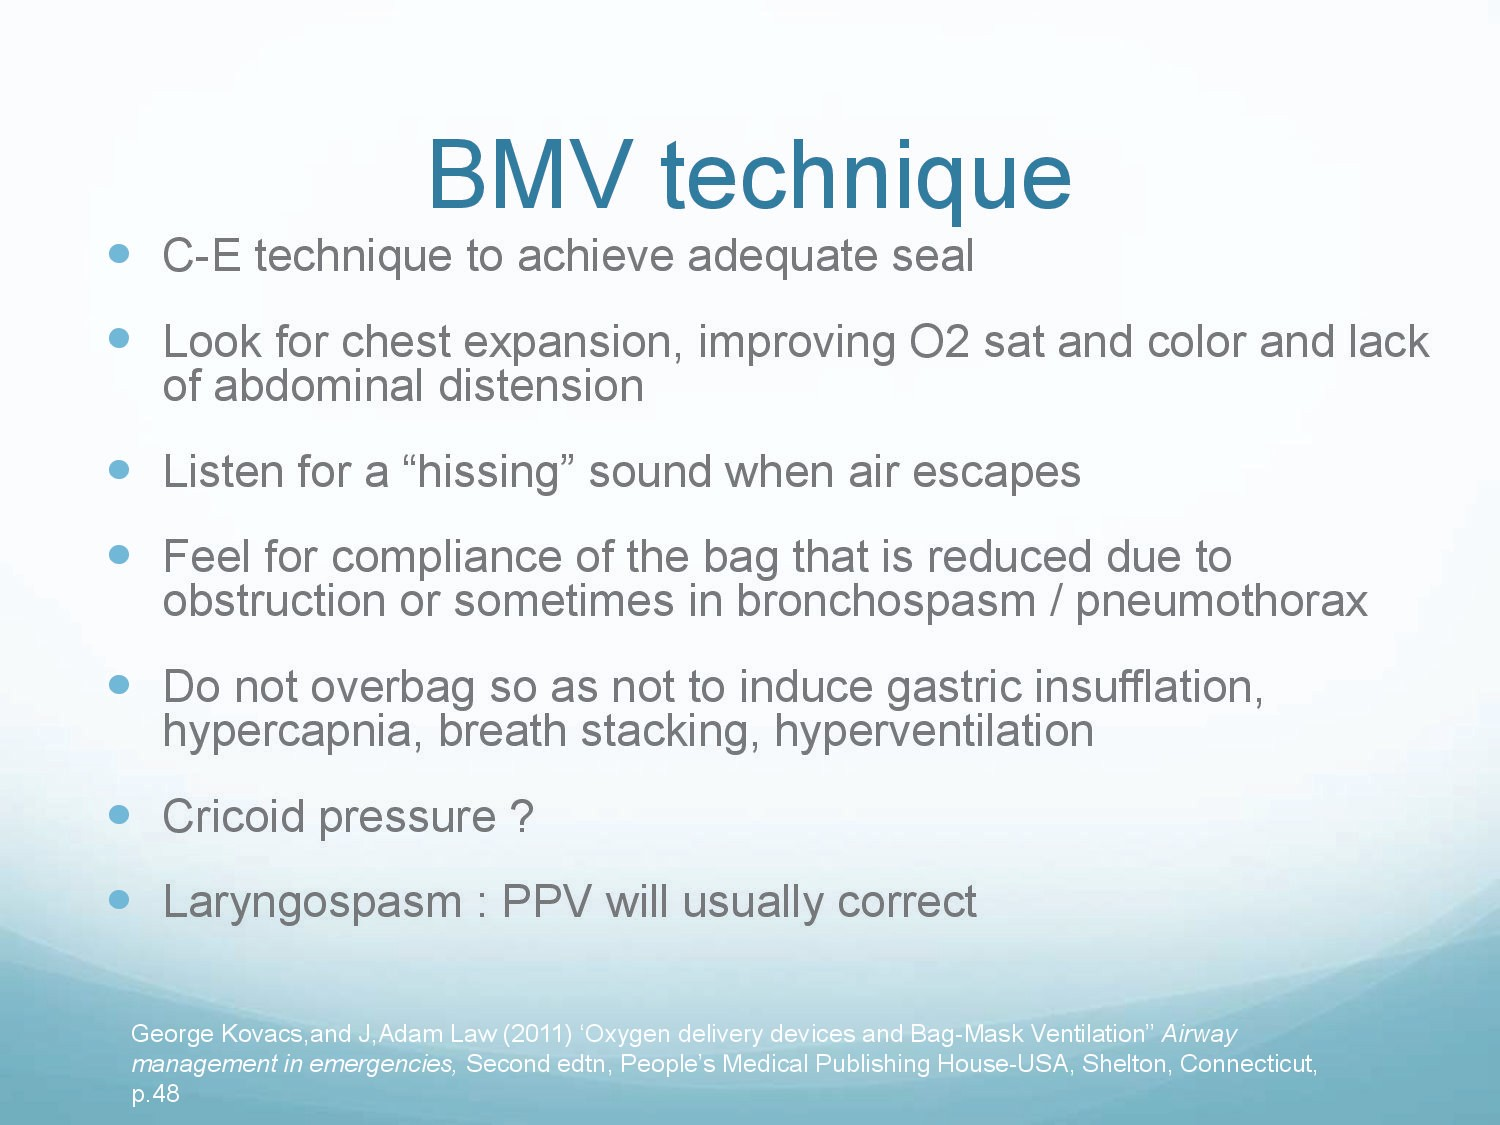 BMV technique
C-E technique to achieve adequate seal
Look for chest expansion, improving O2 sat and color and lack
of abdominal distension
Listen for a “hissing” sound when air escapes
Feel for compliance of the bag that is reduced due to
obstruction or sometimes in bronchospasm / pneumothorax
Do not overbag so as not to induce gastric insufflation,
hypercapnia, breath stacking, hyperventilation
Cricoid pressure ?
Laryngospasm : PPV will usually correct
George Kovacs,and J,Adam Law (2011) ‘Oxygen delivery devices and Bag-Mask Ventilation” Airway
management in emergencies, Second edtn, People’s Medical Publishing House-USA, Shelton, Connecticut,
p.48